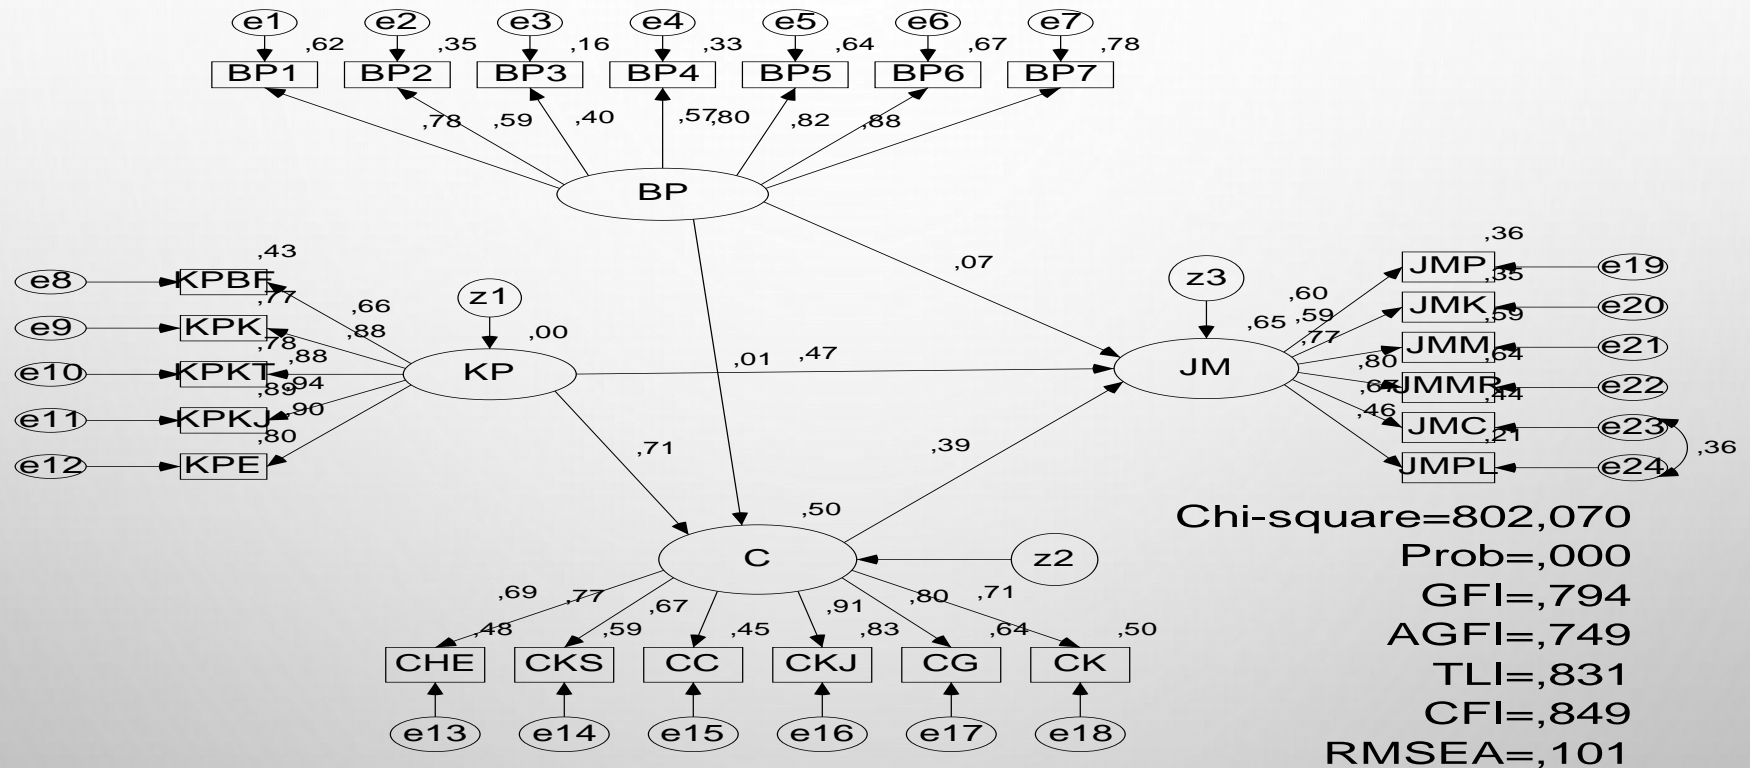 e1 e2 e3 e4 e5 e6 e7
,62 ,35 ,16 ,33 ,64 ,67 ,78
BP1 BP2 BP3 BP4 BP5 BP6 BP7
,78 ,59 ,40 ,57 ,80 ,82 ,88
BP
,43
e8 KPBF
,77
,66
e9 KPK
,88
,78
e10 KPKT
,88
,89
,94
e11 KPKJ
,90
,80
e12 KPE
z1
,00
KP
,07
,01 ,47
,71
,39
z3
,65
JM
,36
JMP e19
,60
,35
JMK e20
,59
,59
JMM e21
,77
,64
JMMR e22
,80
,44
JMC e23
,67
,21
JMPL e24
,46
,36
,50
C
z2
,69 ,77 ,67 ,91 ,80 ,71
,48 ,59 ,45 ,83 ,64 ,50
CHE CKS CC CKJ CG CK
e13 e14 e15 e16 e17 e18
Chi-square=802,070
Prob=,000
GFI=,794
AGFI=,749
TLI=,831
CFI=,849
RMSEA=,101